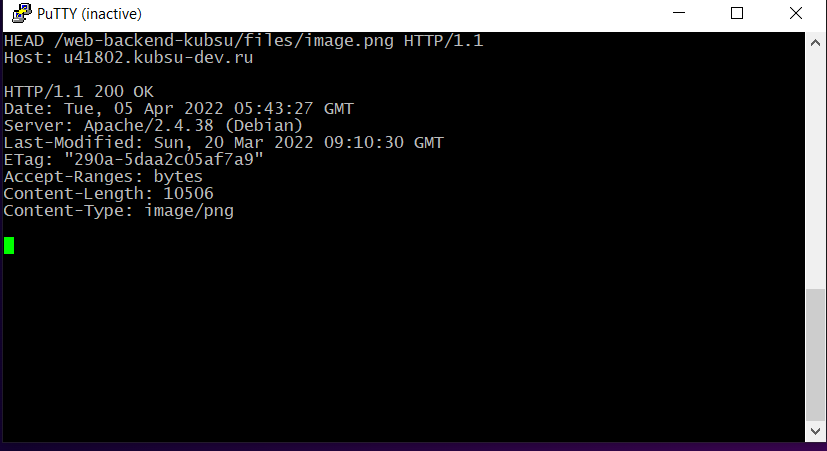 PuTTY (inactive)
HEAD /web-backend-kubsu/files/image.png HTTP/1.1
Host: u41802.kubsu-dev.ru
HTTP/1.1 200 OK
Date: Tue, 05 Apr 2022 05:43:27 GMT
Server: Apache/2.4.38 (Debian)
Last-Modified: Sun, 20 Mar 2022 09:10:30 GMT
ETag: "290a-5daa2c05af7a9"
Accept-Ranges: bytes
Content-Length: 10506
Content-Type: image/png